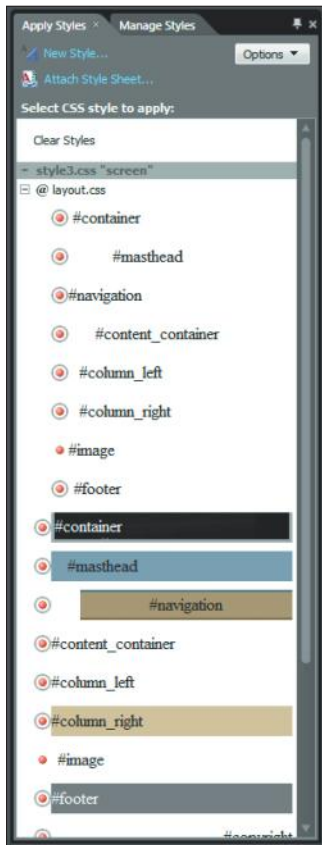 Apply Styles × Manage Styles
New Style...
Options
Attach Style Sheet...
Select CSS style to apply:
Clear Styles
- style3.css "screen"
@ layout.css
#container
#masthead
#navigation
#content_container
#column_left
#column_right
#image
#footer
#container
#masthead
#navigation
#content_container
#column_left
#column_right
#image
#footer
#copyright